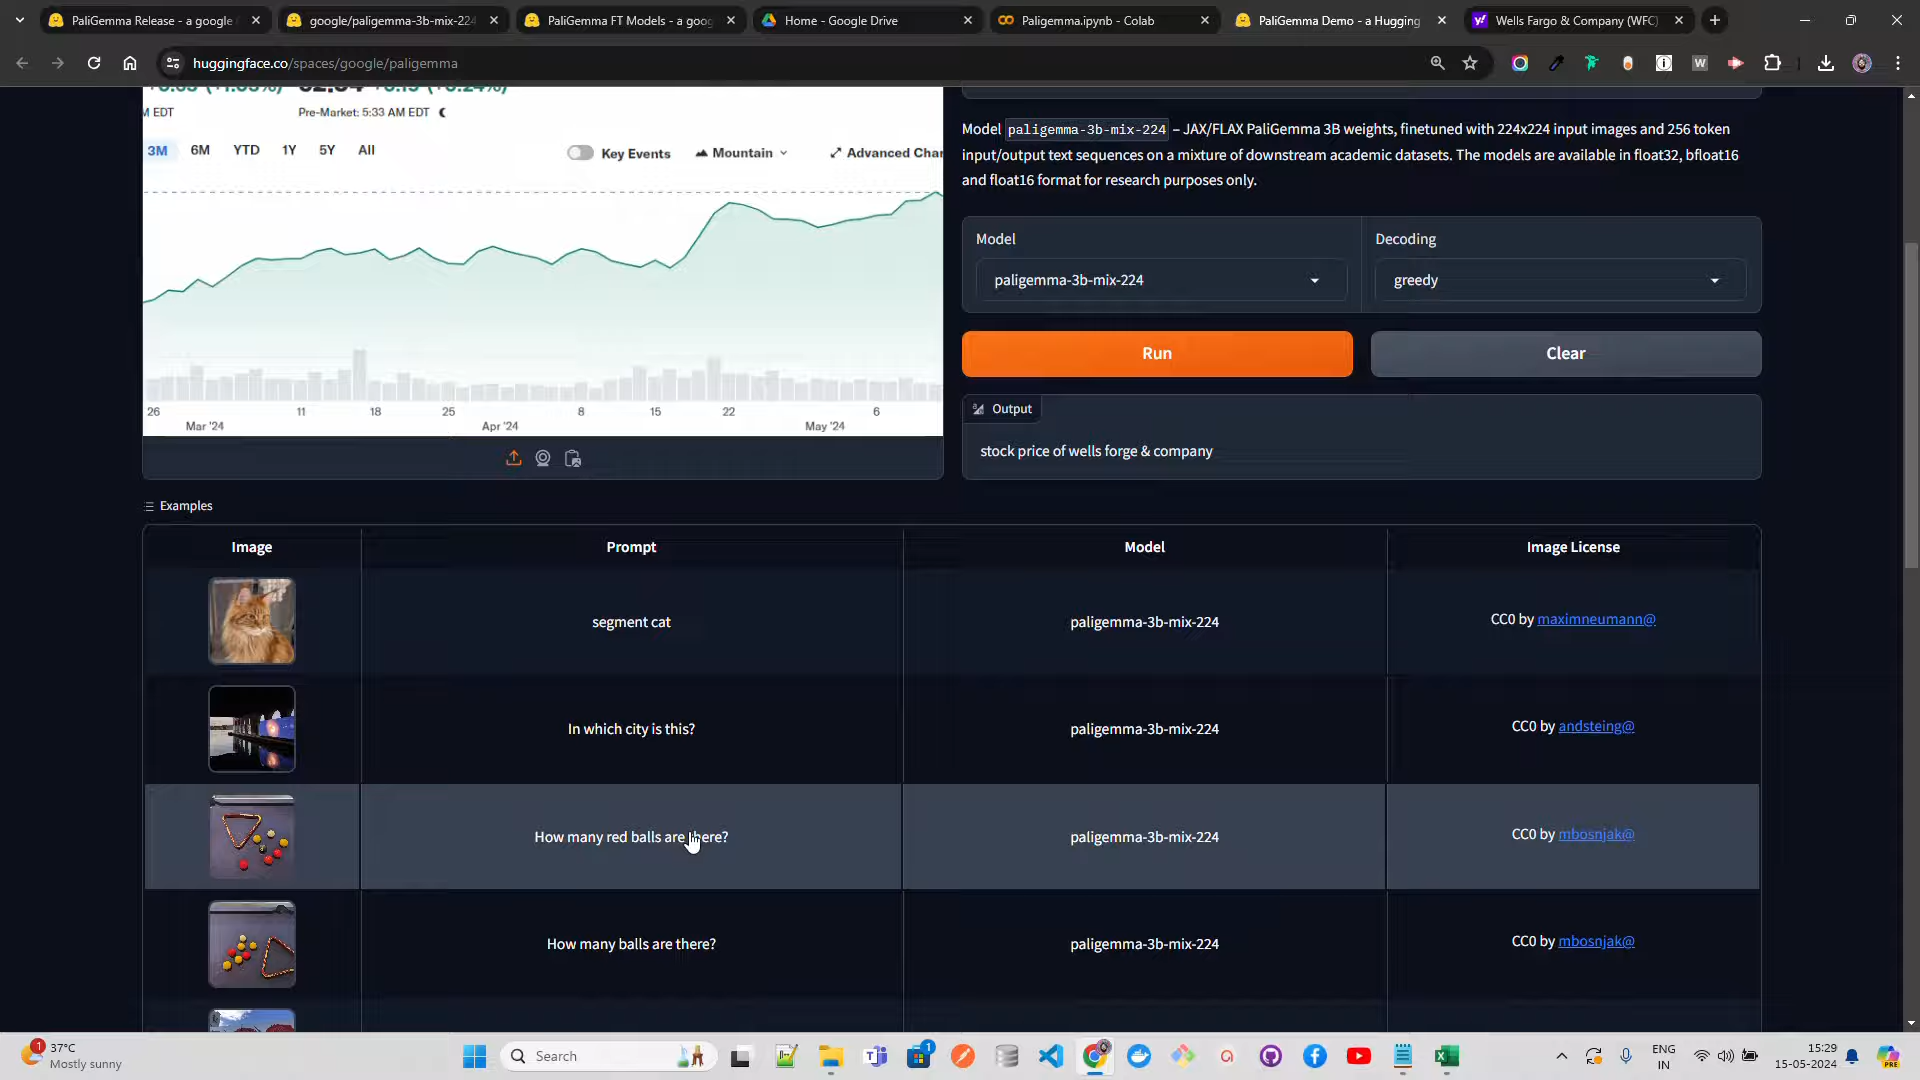 PaliGemma Release - a google
google/paligemma-3b-mix-224
PaliGemma FT Models - a goog
Home - Google Drive
Paligemma.ipynb - Colab
PaliGemma Demo - a Hugging
Wells Fargo & Company (WFC)
huggingface.co/spaces/google/paligemma
M EDT
Pre-Market: 5:33 AM EDT
3M 6M YTD 1Y 5Y All
Key Events
Mountain
Advanced Char
26 11 18 25 8 15 22 6
Mar '24 Apr '24 May '24
Model paligemma-3b-mix-224 – JAX/FLAX PaliGemma 3B weights, finetuned with 224x224 input images and 256 token
input/output text sequences on a mixture of downstream academic datasets. The models are available in float32, bfloat16
and float16 format for research purposes only.
Model
Decoding
paligemma-3b-mix-224
greedy
Run
Clear
Output
stock price of wells forge & company
Examples
Image Prompt Model Image License
segment cat paligemma-3b-mix-224 CC0 by maximneumann@
In which city is this? paligemma-3b-mix-224 CC0 by andsteing@
How many red balls are there? paligemma-3b-mix-224 CC0 by mbosnjak@
How many balls are there? paligemma-3b-mix-224 CC0 by mbosnjak@
1
37°C
Mostly sunny
Search
1
ENG
IN
15:29
15-05-2024
PRE